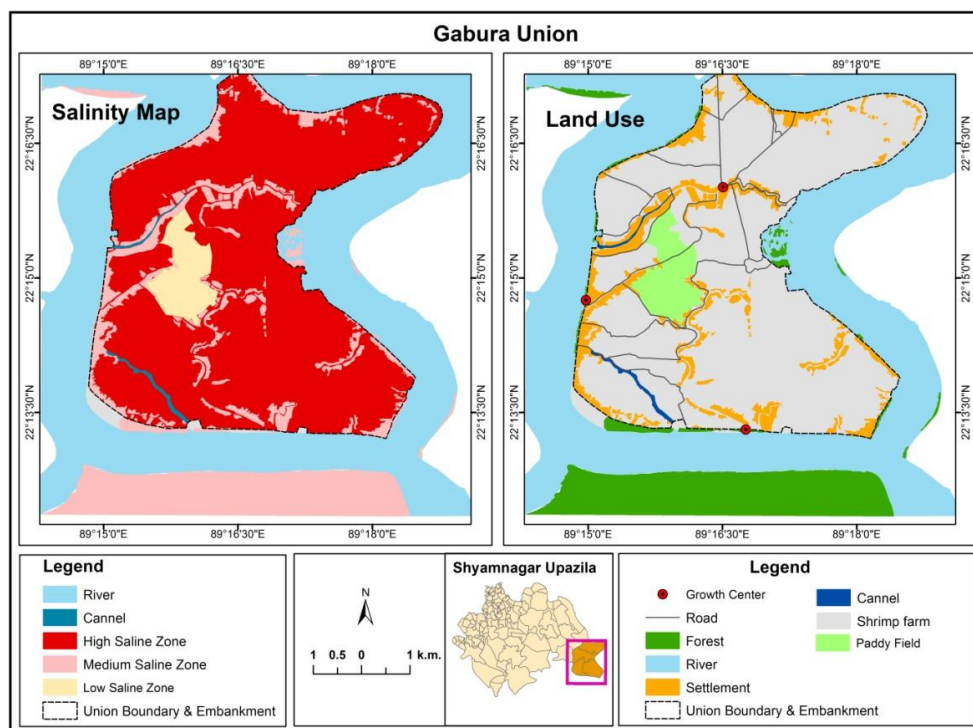 Gabura Union
89°15'0"E
89°16'30"E
89°18'0"E
Salinity Map
22°16'30"N
22°15'0"N
22°13'30"N
22°16'30"N
22°15'0"N
22°13'30"N
89°15'0"E
89°16'30"E
89°18'0"E
89°15'0"E
89°16'30"E
89°18'0"E
Land Use
22°16'30"N
22°15'0"N
22°13'30"N
22°16'30"N
22°15'0"N
22°13'30"N
89°15'0"E
89°16'30"E
89°18'0"E
Legend
River
Cannel
High Saline Zone
Medium Saline Zone
Low Saline Zone
Union Boundary & Embankment
N
1 0.5 0 1 k.m.
Shyamnagar Upazila
Legend
Growth Center
Road
Forest
River
Settlement
Union Boundary & Embankment
Cannel
Shrimp farm
Paddy Field